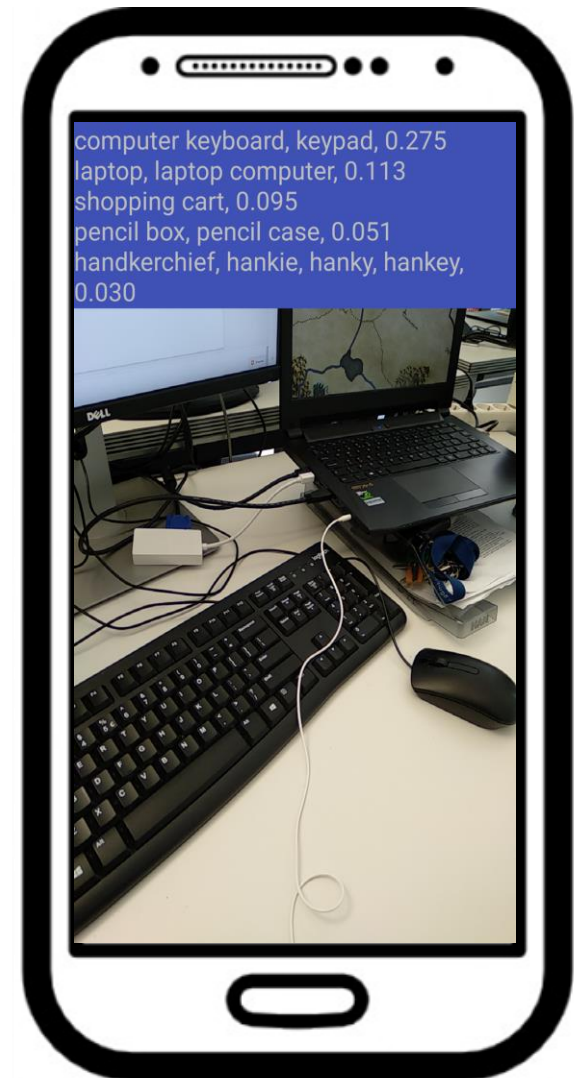 computer keyboard, keypad, 0.275
laptop, laptop computer, 0.113
shopping cart, 0.095
pencil box, pencil case, 0.051
handkerchief, hankie, hanky, hankey,
0.030
DELL
logitech